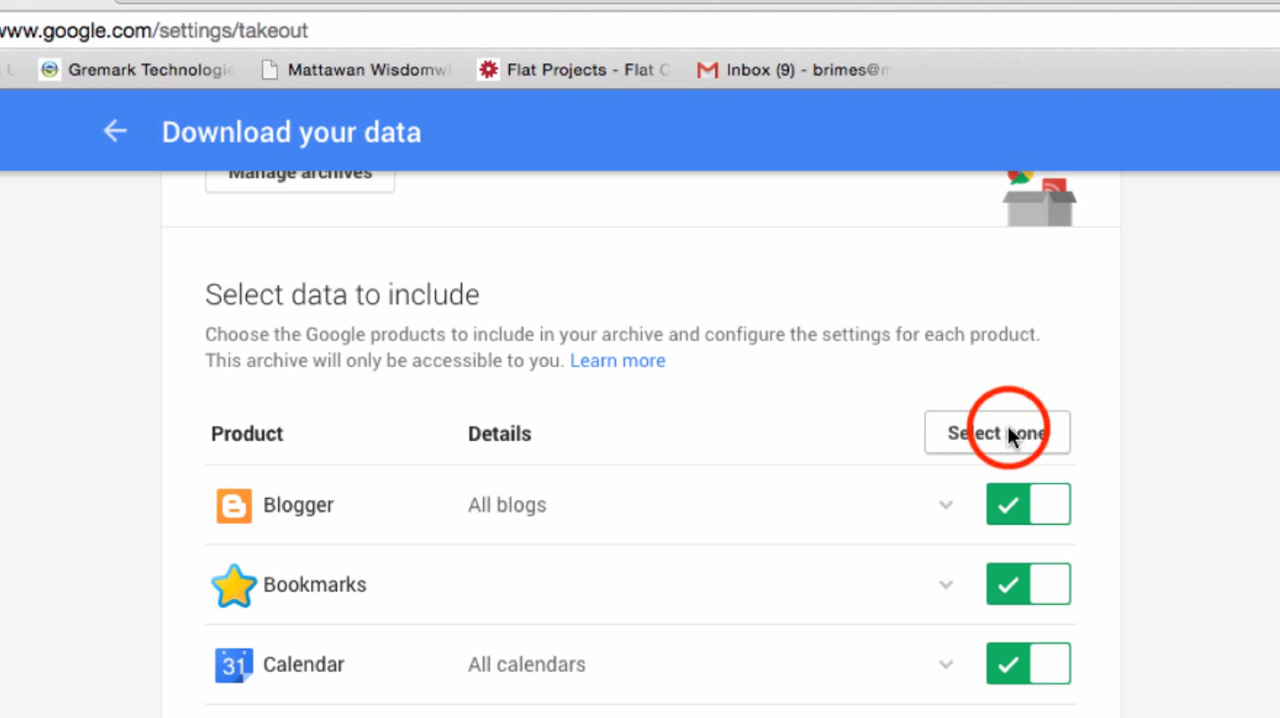 www.google.com/settings/takeout
Gremark Technologi
Mattawan Wisdomw
Flat Projects - Flat C
Inbox (9) - brimes@
Download your data
Manage archives
Select data to include
Choose the Google products to include in your archive and configure the settings for each product.
This archive will only be accessible to you. Learn more
Product Details Select none
Blogger All blogs
Bookmarks
31 Calendar All calendars